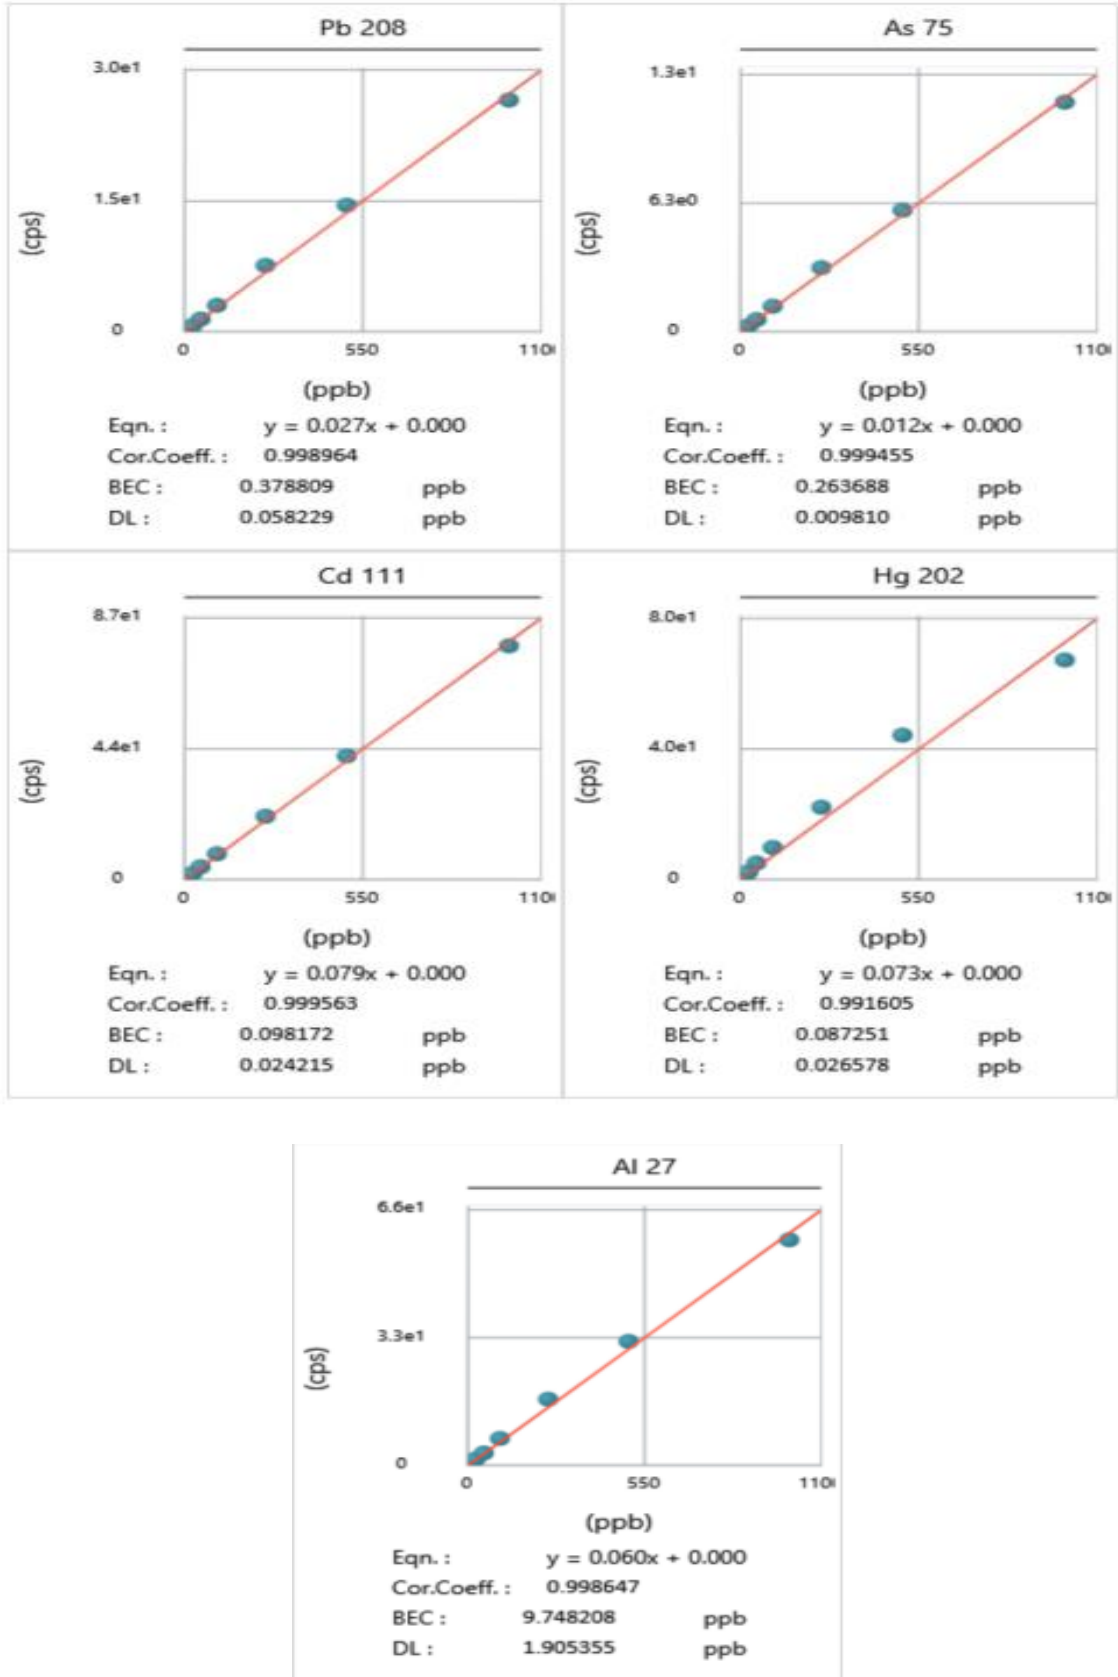 Pb 208
3.0e1
1.5e1
0
0
550
110
(cps)
(ppb)
Eqn. : y = 0.027x + 0.000
Cor.Coeff. : 0.998964
BEC : 0.378809 ppb
DL : 0.058229 ppb
As 75
1.3e1
6.3e0
0
0
550
110
(cps)
(ppb)
Eqn. : y = 0.012x + 0.000
Cor.Coeff. : 0.999455
BEC : 0.263688 ppb
DL : 0.009810 ppb
Cd 111
8.7e1
4.4e1
0
0
550
110
(cps)
(ppb)
Eqn. : y = 0.079x + 0.000
Cor.Coeff. : 0.999563
BEC : 0.098172 ppb
DL : 0.024215 ppb
Hg 202
8.0e1
4.0e1
0
0
550
110
(cps)
(ppb)
Eqn. : y = 0.073x + 0.000
Cor.Coeff. : 0.991605
BEC : 0.087251 ppb
DL : 0.026578 ppb
Al 27
6.6e1
3.3e1
0
0
550
110
(cps)
(ppb)
Eqn. : y = 0.060x + 0.000
Cor.Coeff. : 0.998647
BEC : 9.748208 ppb
DL : 1.905355 ppb